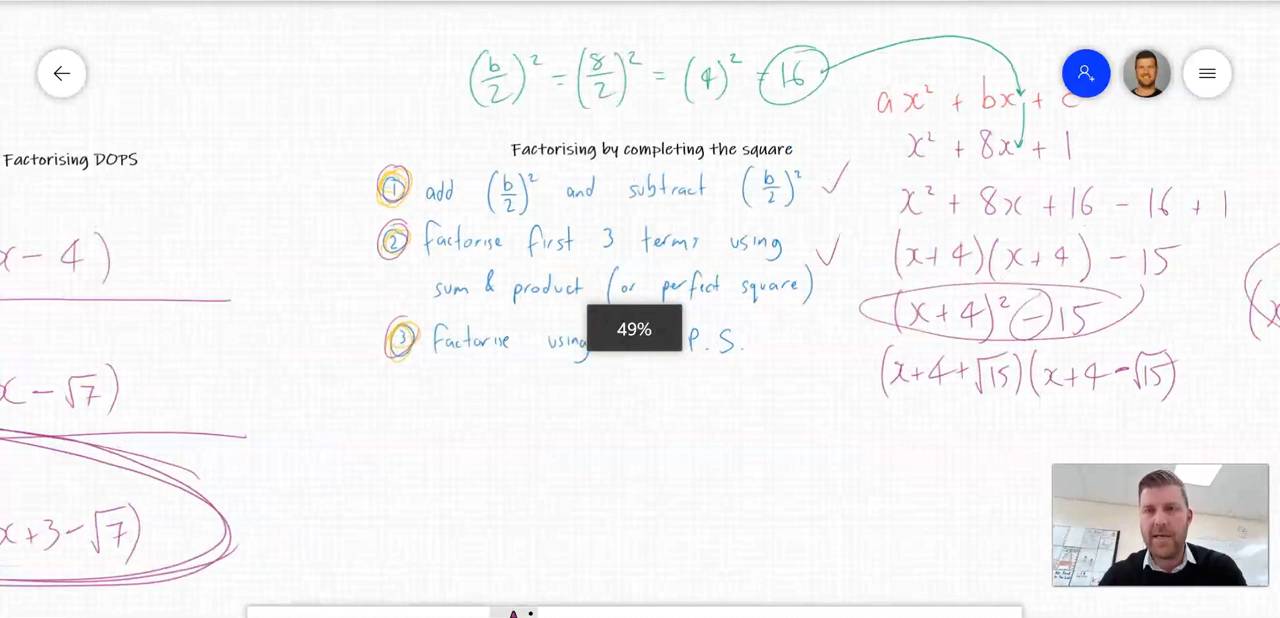 (b/2)² = (8/2)² = (4)² = 16
ax² + bx + c
Factorising DOPS
Factorising by completing the square
x² + 8x + 1
① add (b/2)² and subtract (b/2)² ✓
x² + 8x + 16 - 16 + 1
x - 4)
② factorise first 3 terms using
sum & product (or perfect square) ✓
(x+4)(x+4) - 15
(x+4)² - 15
49%
③ factorise using P.S.
(x+4+√15)(x+4-√15)
x - √7)
x+3-√7)